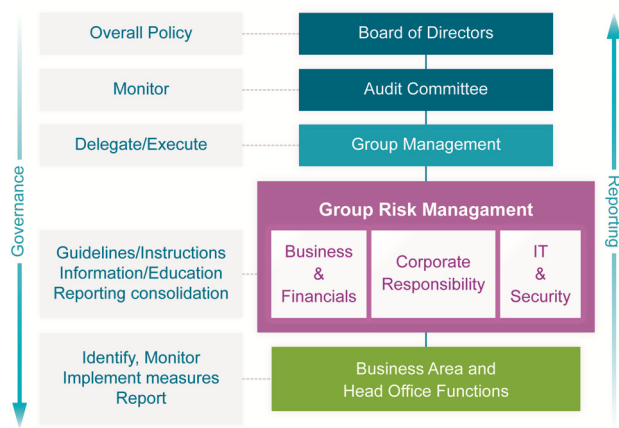 Overall Policy
Board of Directors
Monitor
Audit Committee
Delegate/Execute
Group Management
Governance
Reporting
Group Risk Managament
Guidelines/Instructions
Information/Education
Reporting consolidation
Business
&
Financials
Corporate
Responsibility
IT
&
Security
Identify, Monitor
Implement measures
Report
Business Area and
Head Office Functions